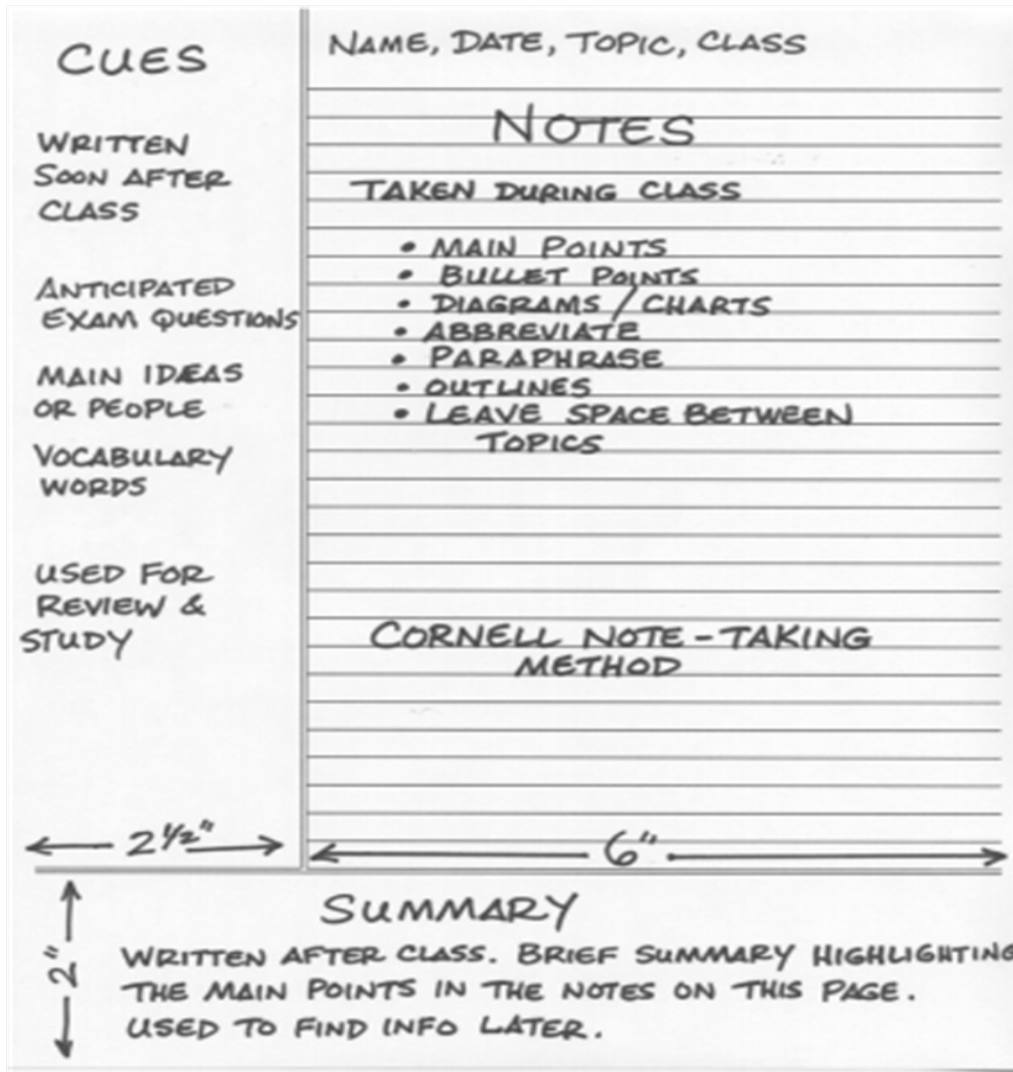 CUES
WRITTEN
SOON AFTER
CLASS
ANTICIPATED
EXAM QUESTIONS
MAIN IDEAS
OR PEOPLE
VOCABULARY
WORDS
USED FOR
REVIEW &
STUDY
2 1/2"
NAME, DATE, TOPIC, CLASS
NOTES
TAKEN DURING CLASS
• MAIN POINTS
• BULLET POINTS
• DIAGRAMS / CHARTS
• ABBREVIATE
• PARAPHRASE
• OUTLINES
• LEAVE SPACE BETWEEN
TOPICS
CORNELL NOTE-TAKING
METHOD
6"
2"
SUMMARY
WRITTEN AFTER CLASS. BRIEF SUMMARY HIGHLIGHTING
THE MAIN POINTS IN THE NOTES ON THIS PAGE.
USED TO FIND INFO LATER.